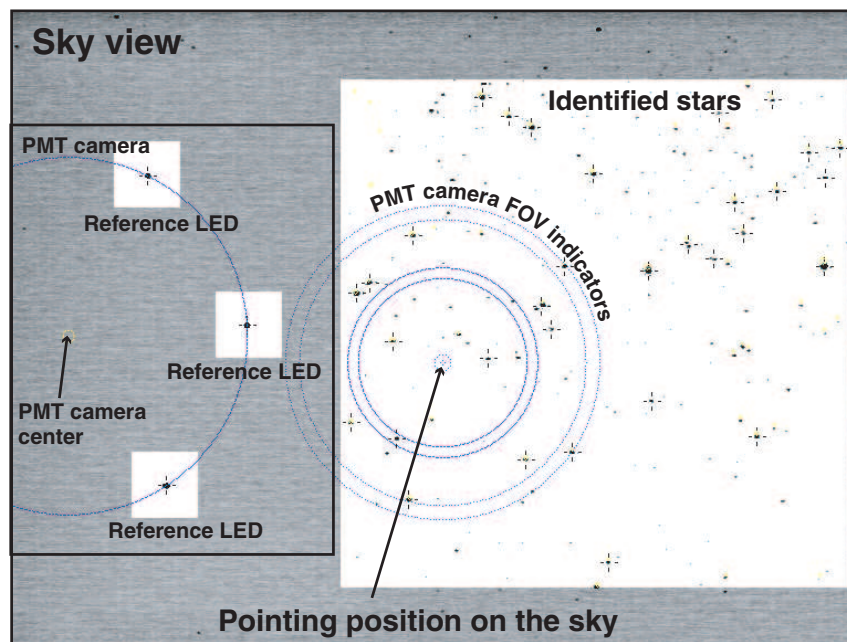 Sky view
Identified stars
PMT camera
Reference LED
PMT camera FOV indicators
Reference LED
PMT camera
center
Reference LED
Pointing position on the sky